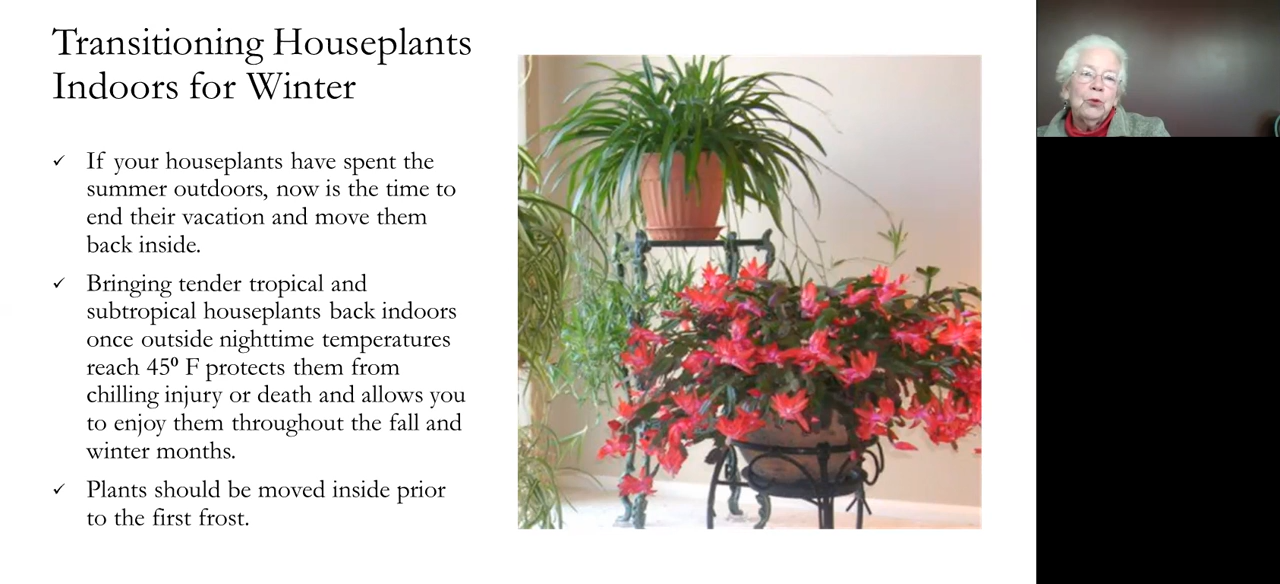 Transitioning Houseplants
Indoors for Winter
✓ If your houseplants have spent the
summer outdoors, now is the time to
end their vacation and move them
back inside.
✓ Bringing tender tropical and
subtropical houseplants back indoors
once outside nighttime temperatures
reach 45⁰ F protects them from
chilling injury or death and allows you
to enjoy them throughout the fall and
winter months.
✓ Plants should be moved inside prior
to the first frost.